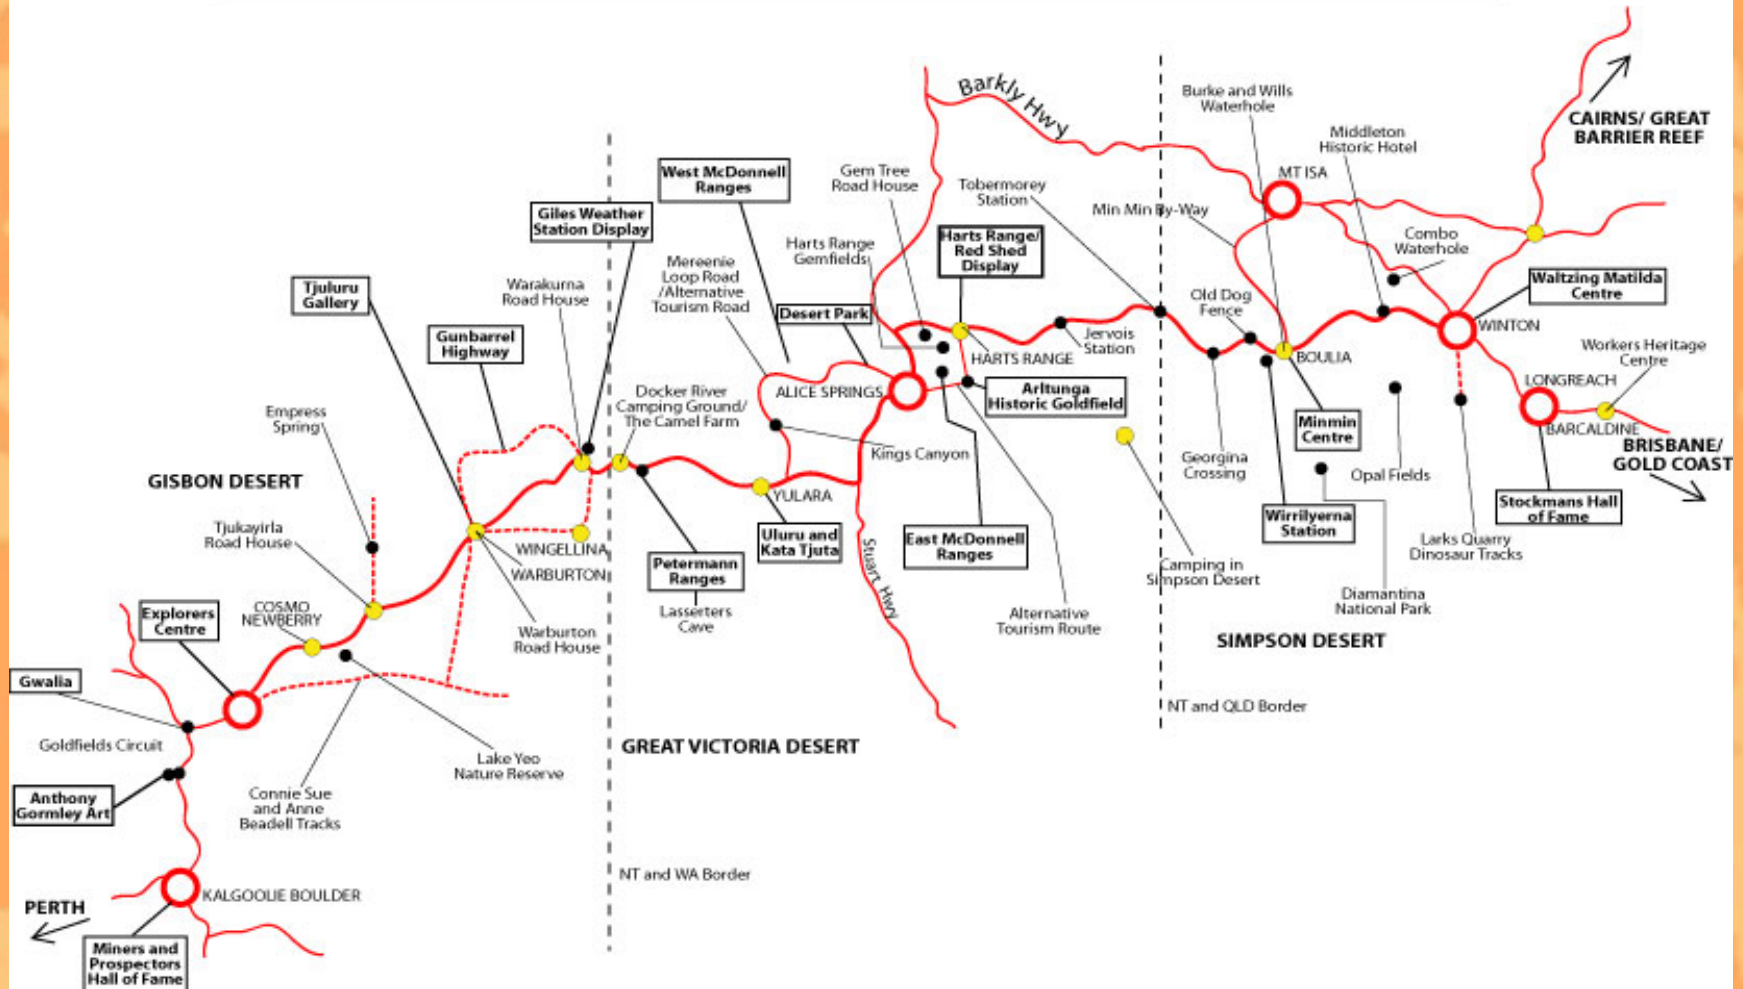 Barkly Hwy
Burke and Wills
Waterhole
CAIRNS/ GREAT
BARRIER REEF
Middleton
Historic Hotel
MT ISA
West McDonnell
Ranges
Gem Tree
Road House
Tobermorey
Station
Min Min By-Way
Giles Weather
Station Display
Harts Range
Gemfields
Harts Range/
Red Shed
Display
Combo
Waterhole
Mereenie
Loop Road
/Alternative
Tourism Road
Warakurna
Road House
Tjuluru
Gallery
Desert Park
Old Dog
Fence
Waltzing Matilda
Centre
WINTON
Gunbarrel
Highway
HARTS RANGE
Jervois
Station
BOULIA
Workers Heritage
Centre
Docker River
Camping Ground/
The Camel Farm
ALICE SPRINGS
Arltunga
Historic Goldfield
LONGREACH
Empress
Spring
Minmin
Centre
BARCALDINE
BRISBANE/
GOLD COAST
Kings Canyon
Georgina
Crossing
Opal Fields
GISBON DESERT
YULARA
Stockmans Hall
of Fame
Tjukayirla
Road House
WINGELLINA
Uluru and
Kata Tjuta
East McDonnell
Ranges
Wirrilyerna
Station
Larks Quarry
Dinosaur Tracks
WARBURTON
Petermann
Ranges
Stuart Hwy
Camping in
Simpson Desert
Diamantina
National Park
Explorers
Centre
COSMO
NEWBERRY
Warburton
Road House
Lasserters
Cave
Alternative
Tourism Route
SIMPSON DESERT
Gwalia
NT and QLD Border
Goldfields Circuit
GREAT VICTORIA DESERT
Lake Yeo
Nature Reserve
Anthony
Gormley Art
Connie Sue
and Anne
Beadell Tracks
NT and WA Border
KALGOOLIE BOULDER
PERTH
Miners and
Prospectors
Hall of Fame